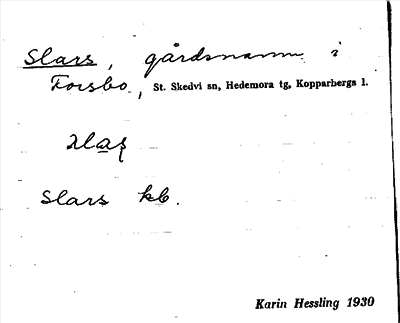 Slars, gårdsnamn i
Forsbo, St. Skedvi sn, Hedemora tg, Kopparbergs l.
Slars kb.
Karin Hessling 1930